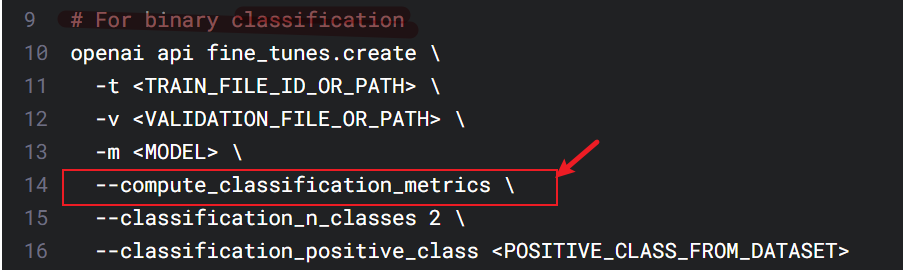 9 # For binary classification
10 openai api fine_tunes.create \
11 -t <TRAIN_FILE_ID_OR_PATH> \
12 -v <VALIDATION_FILE_OR_PATH> \
13 -m <MODEL> \
14 --compute_classification_metrics \
15 --classification_n_classes 2 \
16 --classification_positive_class <POSITIVE_CLASS_FROM_DATASET>